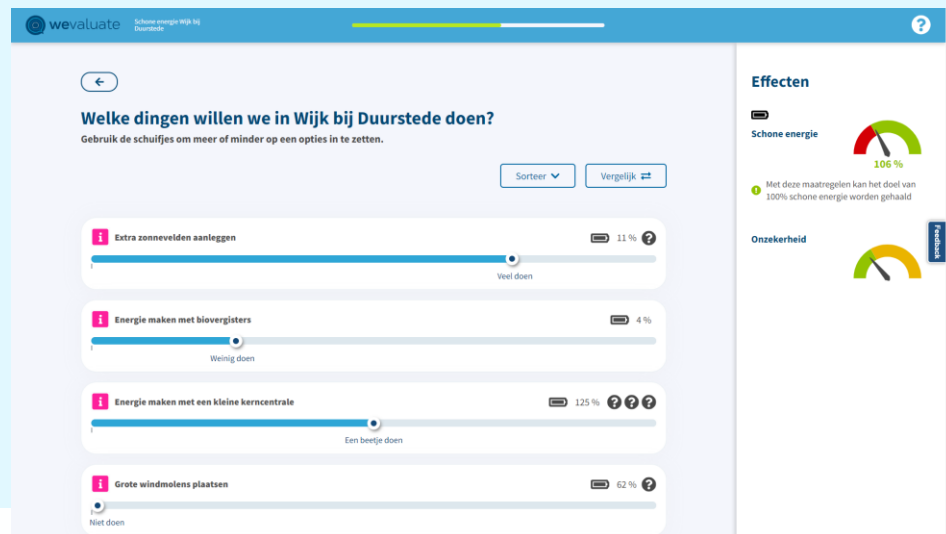 wevaluate
Schone energie Wijk bij
Duurstede
?
Welke dingen willen we in Wijk bij Duurstede doen?
Gebruik de schuifjes om meer of minder op een opties in te zetten.
Sorteer
Vergelijk
i Extra zonnevelden aanleggen 11 % ?
Veel doen
i Energie maken met biovergisters 4 %
Weinig doen
i Energie maken met een kleine kerncentrale 125 % ? ? ?
Een beetje doen
i Grote windmolens plaatsen 62 % ?
Niet doen
Effecten
Schone energie
106 %
! Met deze maatregelen kan het doel van
100% schone energie worden gehaald
Onzekerheid
Feedback